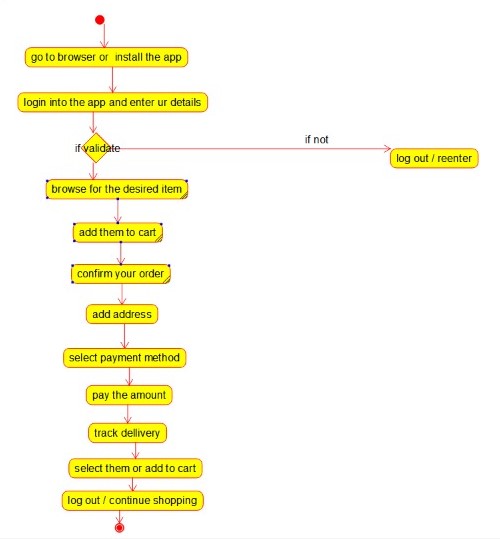 go to browser or install the app
login into the app and enter ur details
if validate
if not
log out / reenter
browse for the desired item
add them to cart
confirm your order
add address
select payment method
pay the amount
track dellivery
select them or add to cart
log out / continue shopping